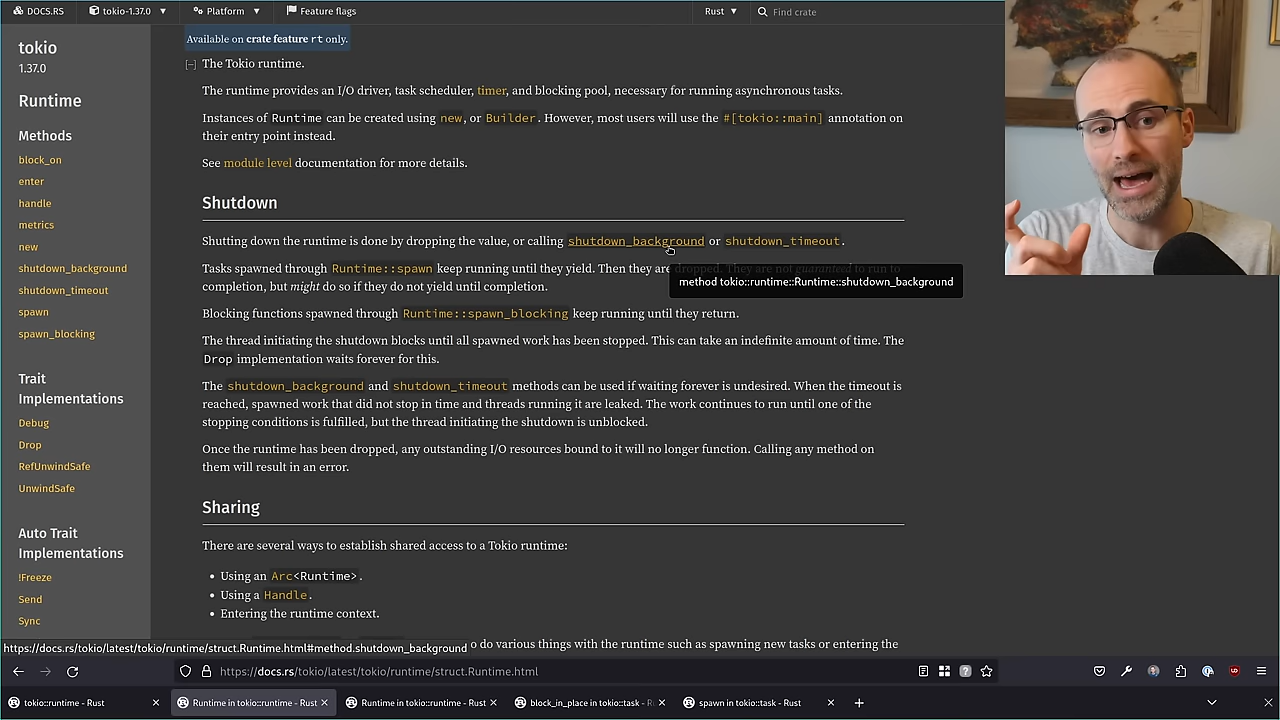 DOCS.RS
tokio-1.37.0
Platform
Feature flags
Rust
Find crate
tokio
1.37.0
Runtime
Methods
block_on
enter
handle
metrics
new
shutdown_background
shutdown_timeout
spawn
spawn_blocking
Trait
Implementations
Debug
Drop
RefUnwindSafe
UnwindSafe
Auto Trait
Implementations
!Freeze
Send
Sync
Available on crate feature rt only.
[−] The Tokio runtime.
The runtime provides an I/O driver, task scheduler, timer, and blocking pool, necessary for running asynchronous tasks.
Instances of Runtime can be created using new, or Builder. However, most users will use the #[tokio::main] annotation on
their entry point instead.
See module level documentation for more details.
Shutdown
Shutting down the runtime is done by dropping the value, or calling shutdown_background or shutdown_timeout.
Tasks spawned through Runtime::spawn keep running until they yield. Then they are dropped. They are not guaranteed to run to
completion, but might do so if they do not yield until completion.
method tokio::runtime::Runtime::shutdown_background
Blocking functions spawned through Runtime::spawn_blocking keep running until they return.
The thread initiating the shutdown blocks until all spawned work has been stopped. This can take an indefinite amount of time. The
Drop implementation waits forever for this.
The shutdown_background and shutdown_timeout methods can be used if waiting forever is undesired. When the timeout is
reached, spawned work that did not stop in time and threads running it are leaked. The work continues to run until one of the
stopping conditions is fulfilled, but the thread initiating the shutdown is unblocked.
Once the runtime has been dropped, any outstanding I/O resources bound to it will no longer function. Calling any method on
them will result in an error.
Sharing
There are several ways to establish shared access to a Tokio runtime:
• Using an Arc<Runtime>.
• Using a Handle.
• Entering the runtime context.
o do various things with the runtime such as spawning new tasks or entering the
https://docs.rs/tokio/latest/tokio/runtime/struct.Runtime.html#method.shutdown_background
https://docs.rs/tokio/latest/tokio/runtime/struct.Runtime.html
tokio::runtime - Rust
Runtime in tokio::runtime - Rust
Runtime in tokio::runtime - Rust
block_in_place in tokio::task - Rust
spawn in tokio::task - Rust